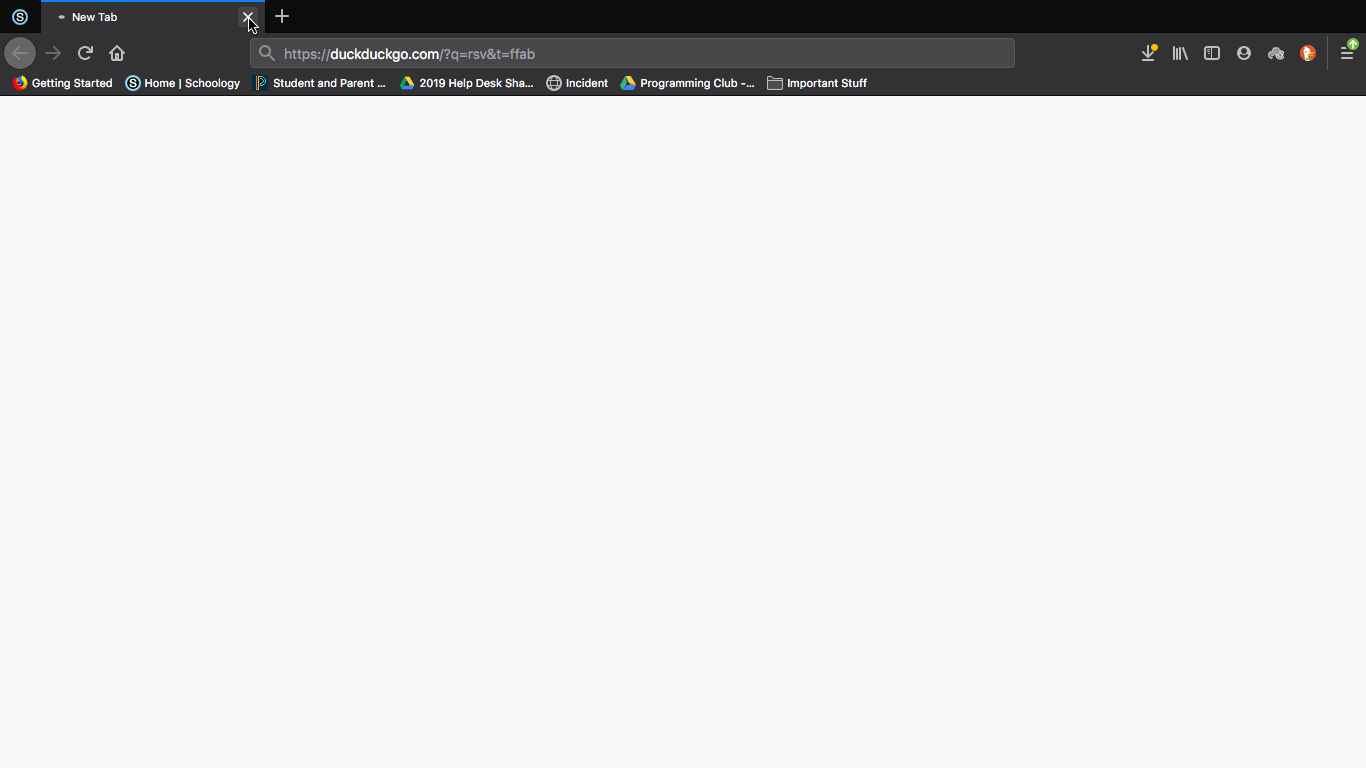 New Tab
https://duckduckgo.com/?q=rsv&t=ffab
Getting Started Home | Schoology Student and Parent ... 2019 Help Desk Sha... Incident Programming Club -... Important Stuff